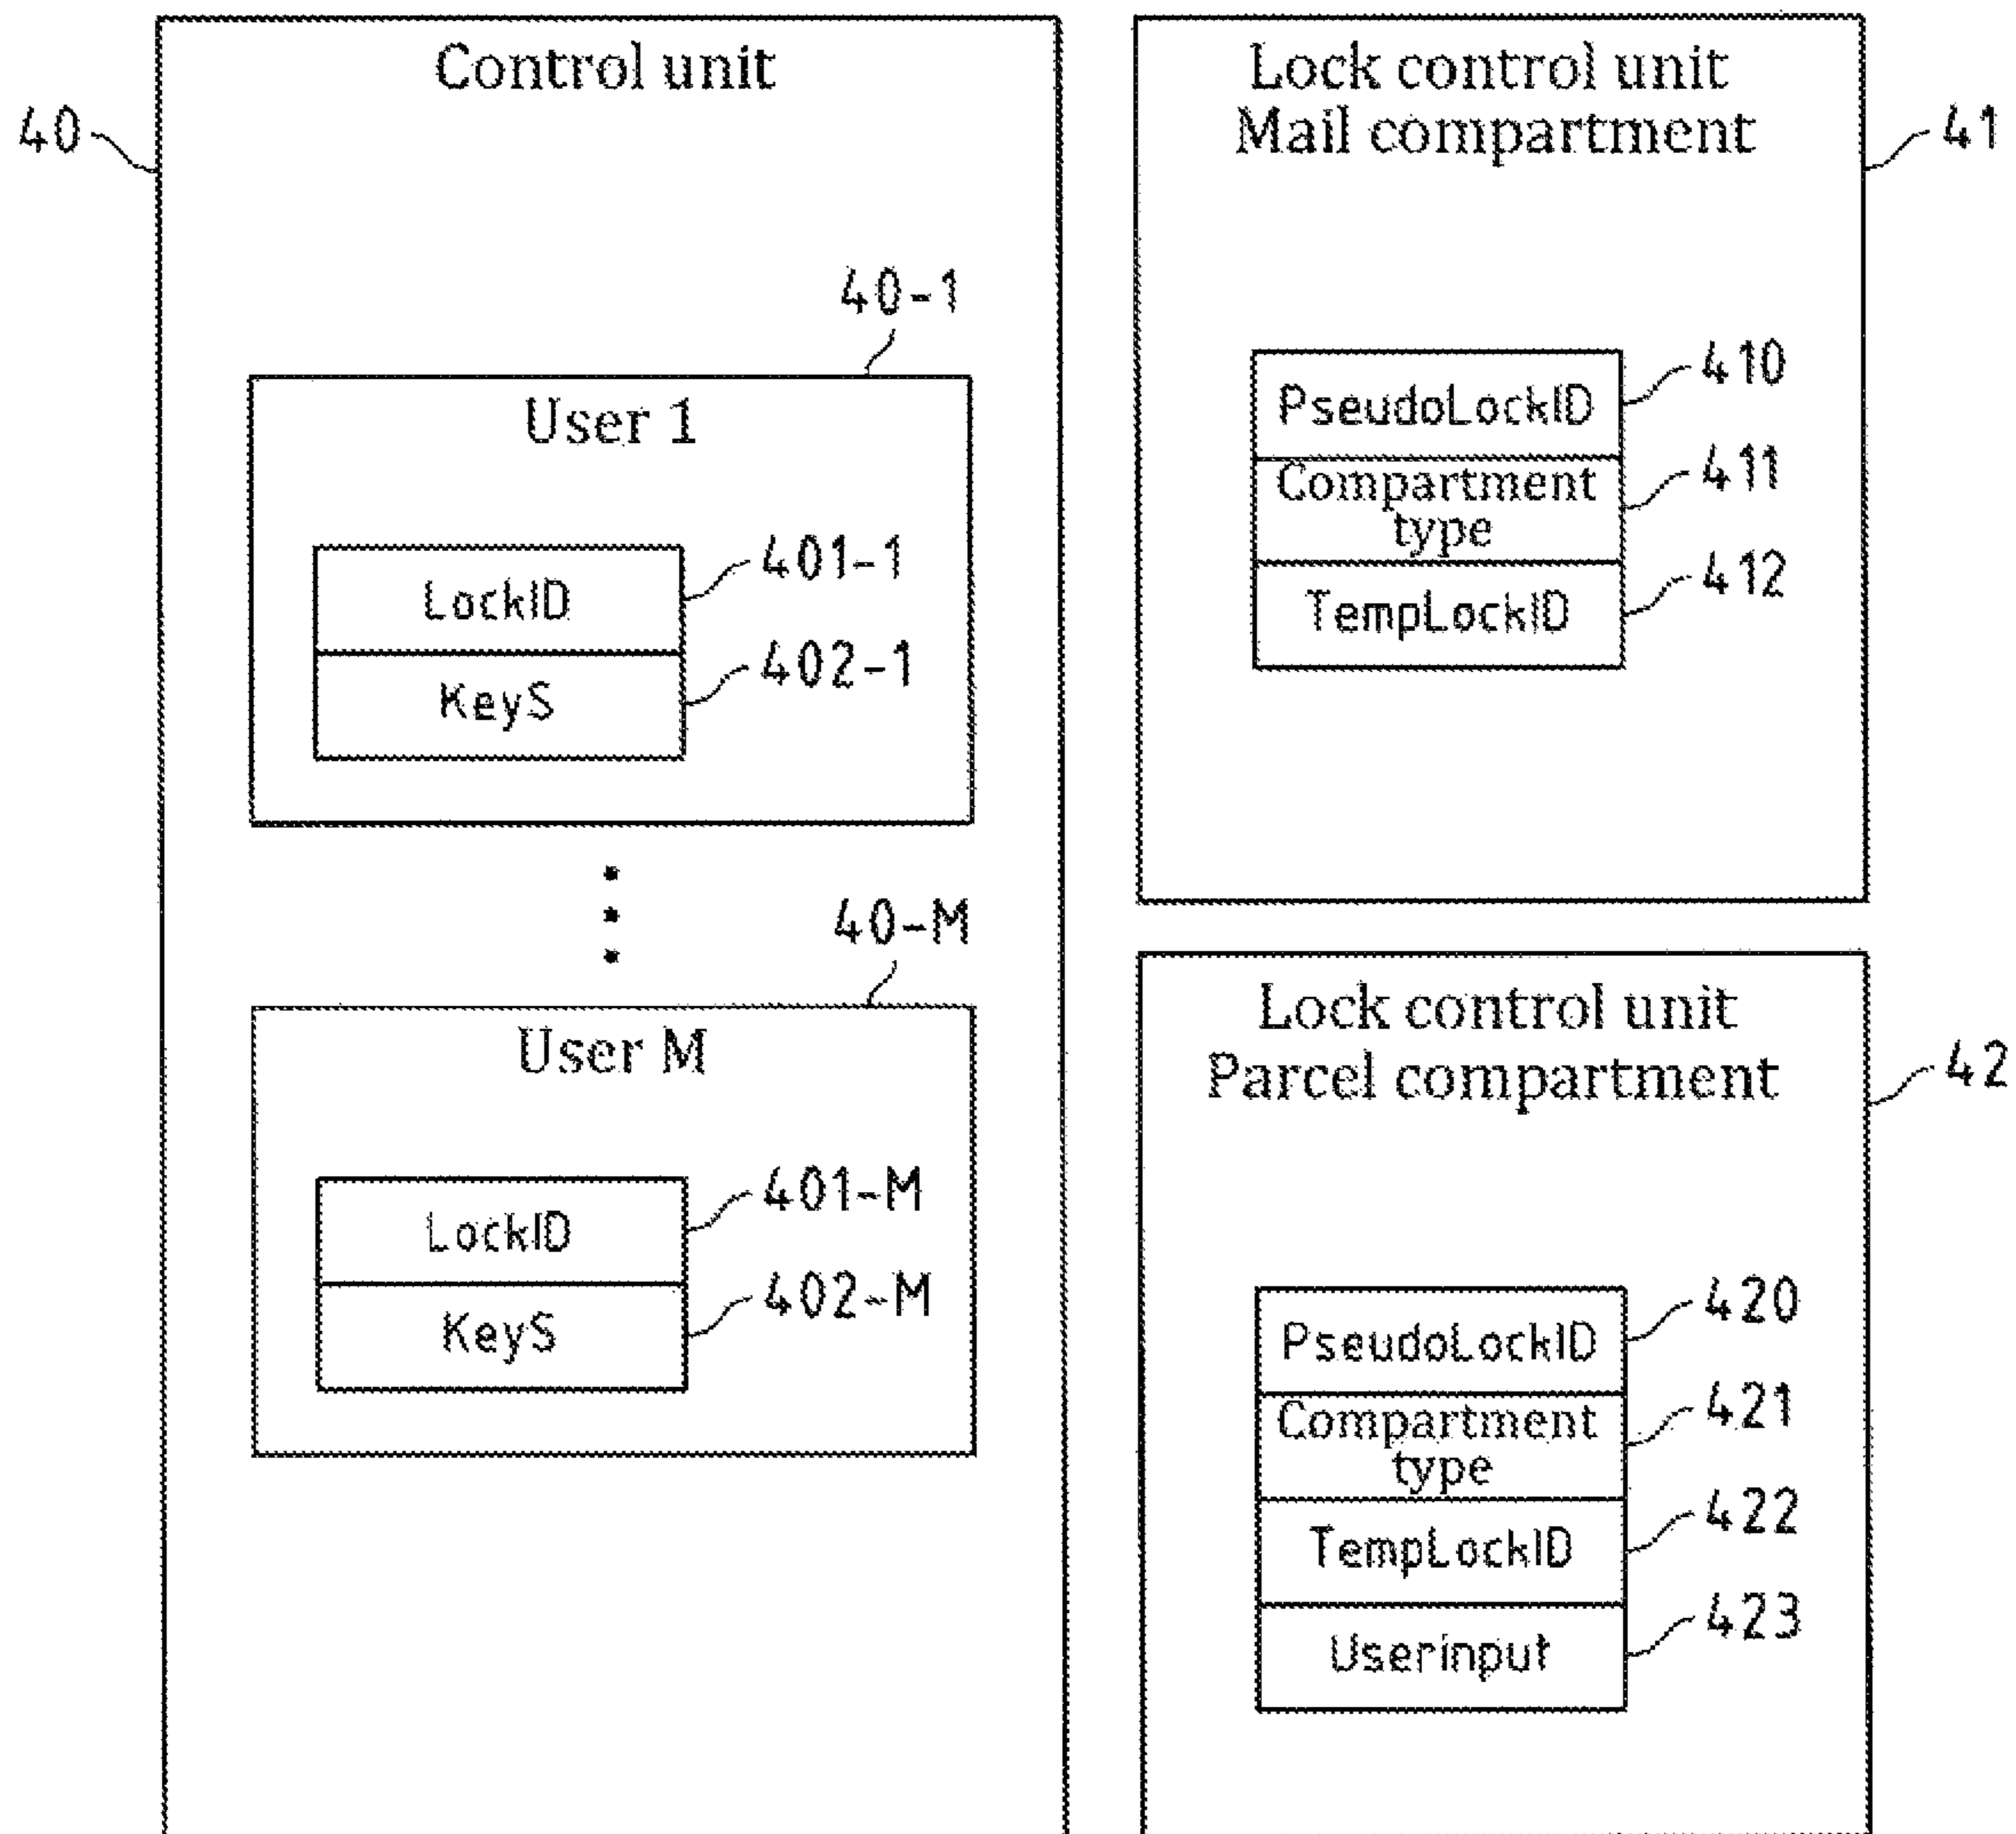 Control unit
40
40-1
User 1
LockID
401-1
KeyS
402-1
40-M
User M
LockID
401-M
KeyS
402-M
Lock control unit
Mail compartment
41
PseudoLockID
410
Compartment
type
411
TempLockID
412
Lock control unit
Parcel compartment
42
PseudoLockID
420
Compartment
type
421
TempLockID
422
Userinput
423